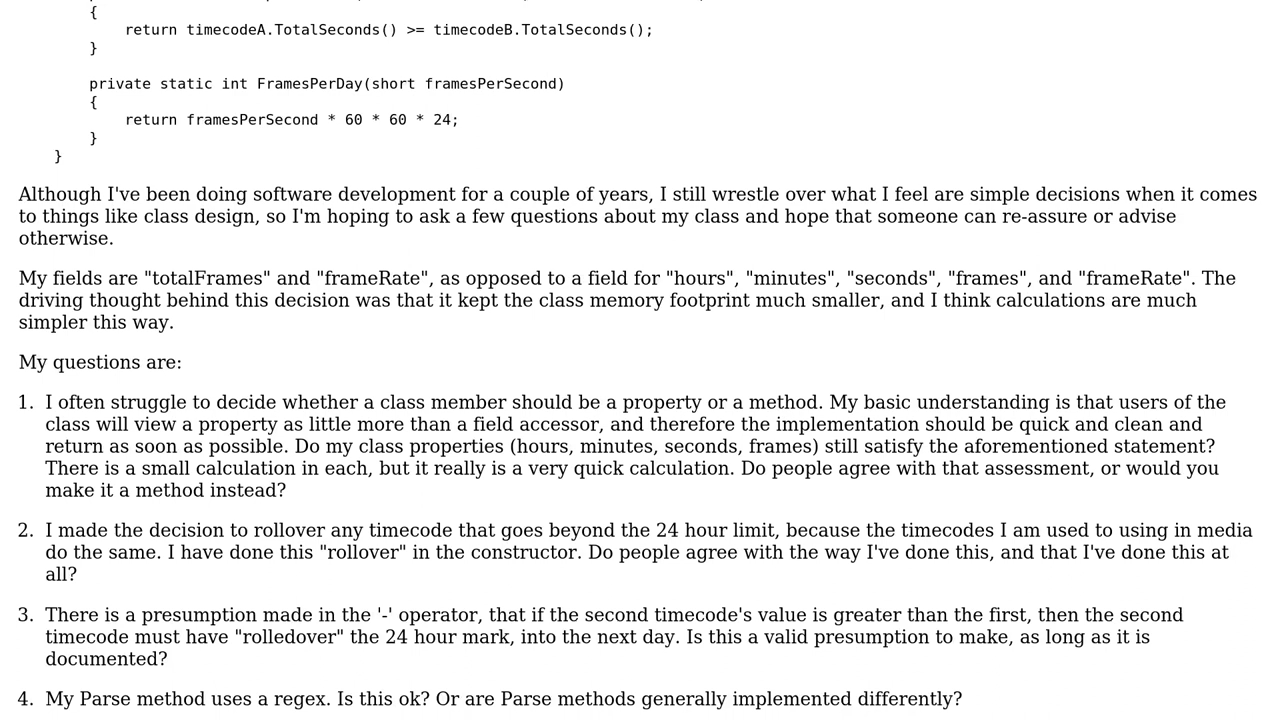 {
return timecodeA.TotalSeconds() >= timecodeB.TotalSeconds();
}
private static int FramesPerDay(short framesPerSecond)
{
return framesPerSecond * 60 * 60 * 24;
}
}
Although I've been doing software development for a couple of years, I still wrestle over what I feel are simple decisions when it comes
to things like class design, so I'm hoping to ask a few questions about my class and hope that someone can re-assure or advise
otherwise.
My fields are "totalFrames" and "frameRate", as opposed to a field for "hours", "minutes", "seconds", "frames", and "frameRate". The
driving thought behind this decision was that it kept the class memory footprint much smaller, and I think calculations are much
simpler this way.
My questions are:
1. I often struggle to decide whether a class member should be a property or a method. My basic understanding is that users of the
class will view a property as little more than a field accessor, and therefore the implementation should be quick and clean and
return as soon as possible. Do my class properties (hours, minutes, seconds, frames) still satisfy the aforementioned statement?
There is a small calculation in each, but it really is a very quick calculation. Do people agree with that assessment, or would you
make it a method instead?
2. I made the decision to rollover any timecode that goes beyond the 24 hour limit, because the timecodes I am used to using in media
do the same. I have done this "rollover" in the constructor. Do people agree with the way I've done this, and that I've done this at
all?
3. There is a presumption made in the '-' operator, that if the second timecode's value is greater than the first, then the second
timecode must have "rolledover" the 24 hour mark, into the next day. Is this a valid presumption to make, as long as it is
documented?
4. My Parse method uses a regex. Is this ok? Or are Parse methods generally implemented differently?